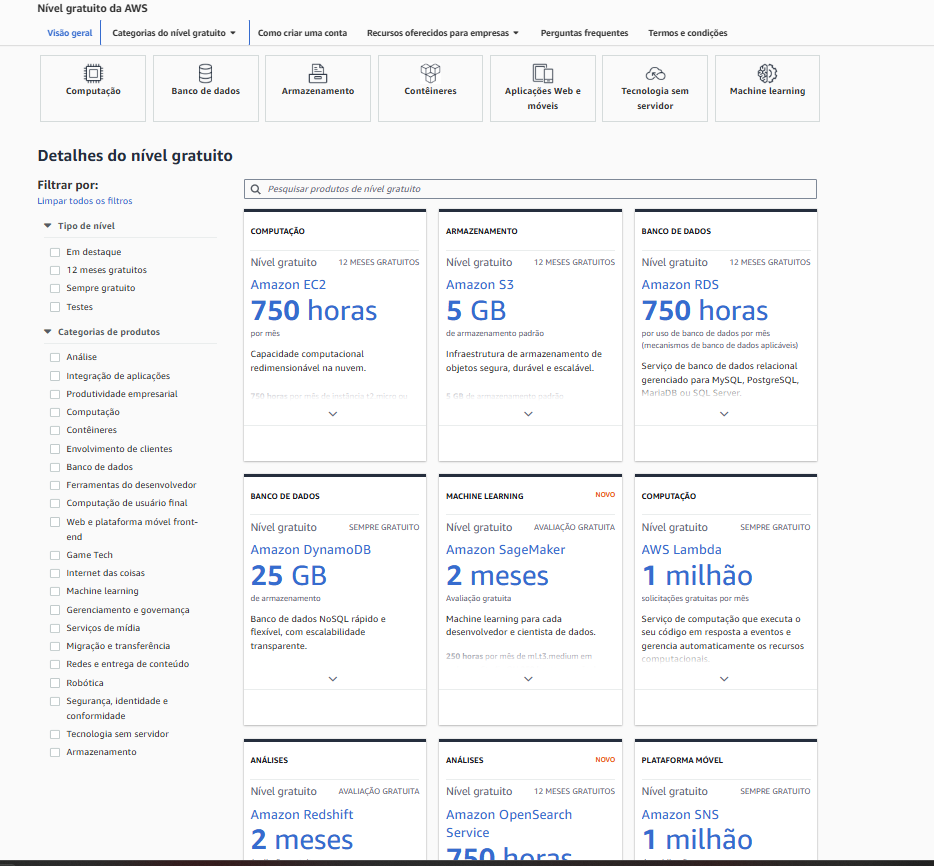 Nível gratuito da AWS
Visão geral
Categorias do nível gratuito
Como criar uma conta
Recursos oferecidos para empresas
Perguntas frequentes
Termos e condições
Computação
Banco de dados
Armazenamento
Contêineres
Aplicações Web e
móveis
Tecnologia sem
servidor
Machine learning
Detalhes do nível gratuito
Filtrar por:
Limpar todos os filtros
Tipo de nível
Em destaque
12 meses gratuitos
Sempre gratuito
Testes
Categorias de produtos
Análise
Integração de aplicações
Produtividade empresarial
Computação
Contêineres
Envolvimento de clientes
Banco de dados
Ferramentas do desenvolvedor
Computação de usuário final
Web e plataforma móvel front-
end
Game Tech
Internet das coisas
Machine learning
Gerenciamento e governança
Serviços de mídia
Migração e transferência
Redes e entrega de conteúdo
Robótica
Segurança, identidade e
conformidade
Tecnologia sem servidor
Armazenamento
Pesquisar produtos de nível gratuito
COMPUTAÇÃO
Nível gratuito 12 MESES GRATUITOS
Amazon EC2
750 horas
por mês
Capacidade computacional
redimensionável na nuvem.
750 horas por mês de instância t2.micro ou
ARMAZENAMENTO
Nível gratuito 12 MESES GRATUITOS
Amazon S3
5 GB
de armazenamento padrão
Infraestrutura de armazenamento de
objetos segura, durável e escalável.
5 GB de armazenamento padrão
BANCO DE DADOS
Nível gratuito 12 MESES GRATUITOS
Amazon RDS
750 horas
por uso de banco de dados por mês
(mecanismos de banco de dados aplicáveis)
Serviço de banco de dados relacional
gerenciado para MySQL, PostgreSQL,
MariaDB ou SQL Server.
BANCO DE DADOS
Nível gratuito SEMPRE GRATUITO
Amazon DynamoDB
25 GB
de armazenamento
Banco de dados NoSQL rápido e
flexível, com escalabilidade
transparente.
MACHINE LEARNING NOVO
Nível gratuito AVALIAÇÃO GRATUITA
Amazon SageMaker
2 meses
Avaliação gratuita
Machine learning para cada
desenvolvedor e cientista de dados.
250 horas por mês de ml.t3.medium em
COMPUTAÇÃO
Nível gratuito SEMPRE GRATUITO
AWS Lambda
1 milhão
solicitações gratuitas por mês
Serviço de computação que executa o
seu código em resposta a eventos e
gerencia automaticamente os recursos
computacionais.
ANÁLISES
Nível gratuito AVALIAÇÃO GRATUITA
Amazon Redshift
2 meses
ANÁLISES NOVO
Nível gratuito 12 MESES GRATUITOS
Amazon OpenSearch
Service
750 horas
PLATAFORMA MÓVEL
Nível gratuito SEMPRE GRATUITO
Amazon SNS
1 milhão